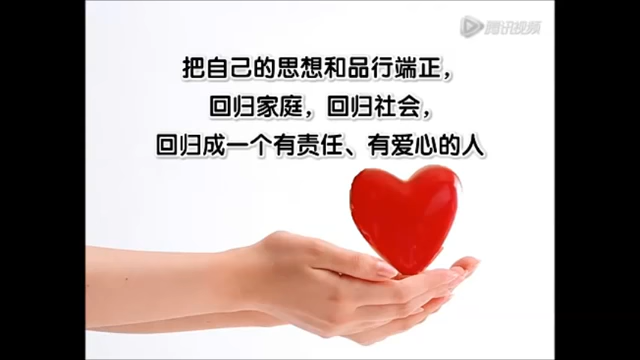 腾讯视频
把自己的思想和品行端正，
回归家庭，回归社会，
回归成一个有责任、有爱心的人